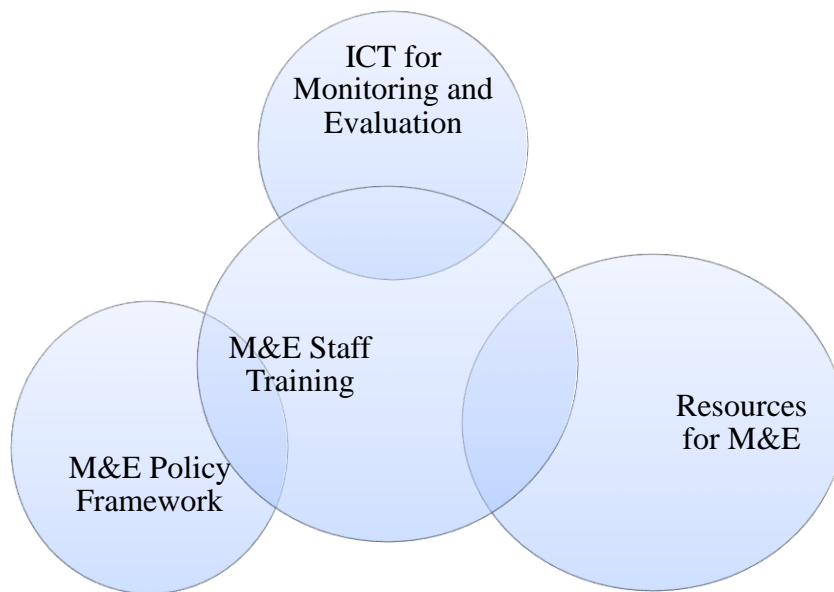 ICT for
Monitoring and
Evaluation
M&E Staff
Training
Resources
for M&E
M&E Policy
Framework